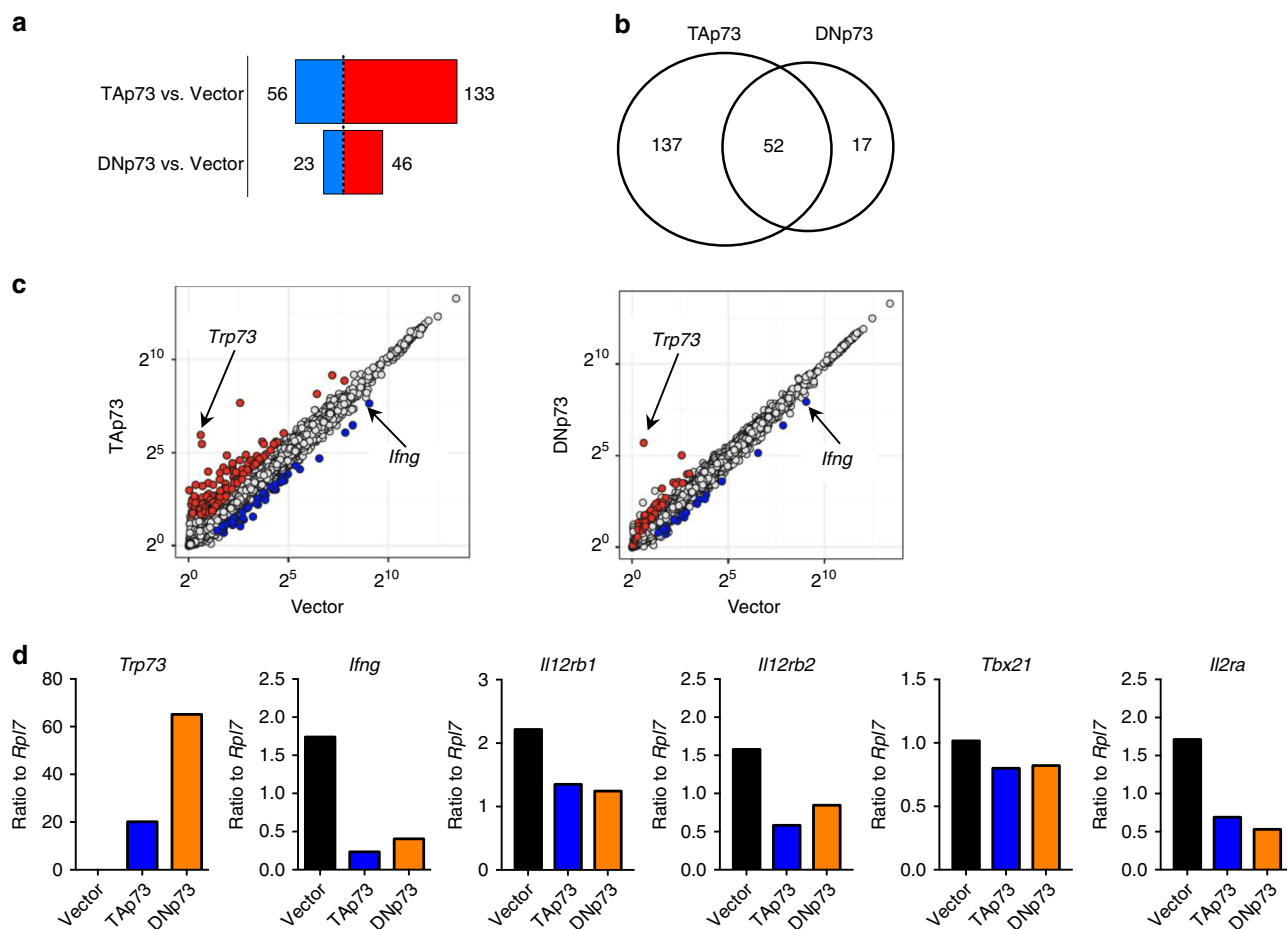 a
TAp73 vs. Vector
56
133
DNp73 vs. Vector
23
46
b
TAp73
DNp73
137
52
17
c
TAp73
2^10
2^5
2^0
Trp73
Ifng
2^0
2^5
2^10
Vector
DNp73
2^10
2^5
2^0
Trp73
Ifng
2^0
2^5
2^10
Vector
d
Trp73
Ratio to Rpl7
80
60
40
20
0
Vector
TAp73
DNp73
Ifng
Ratio to Rpl7
2.5
2.0
1.5
1.0
0.5
0.0
Vector
TAp73
DNp73
Il12rb1
Ratio to Rpl7
3
2
1
0
Vector
TAp73
DNp73
Il12rb2
Ratio to Rpl7
2.5
2.0
1.5
1.0
0.5
0.0
Vector
TAp73
DNp73
Tbx21
Ratio to Rpl7
1.5
1.0
0.5
0.0
Vector
TAp73
DNp73
Il2ra
Ratio to Rpl7
2.5
2.0
1.5
1.0
0.5
0.0
Vector
TAp73
DNp73